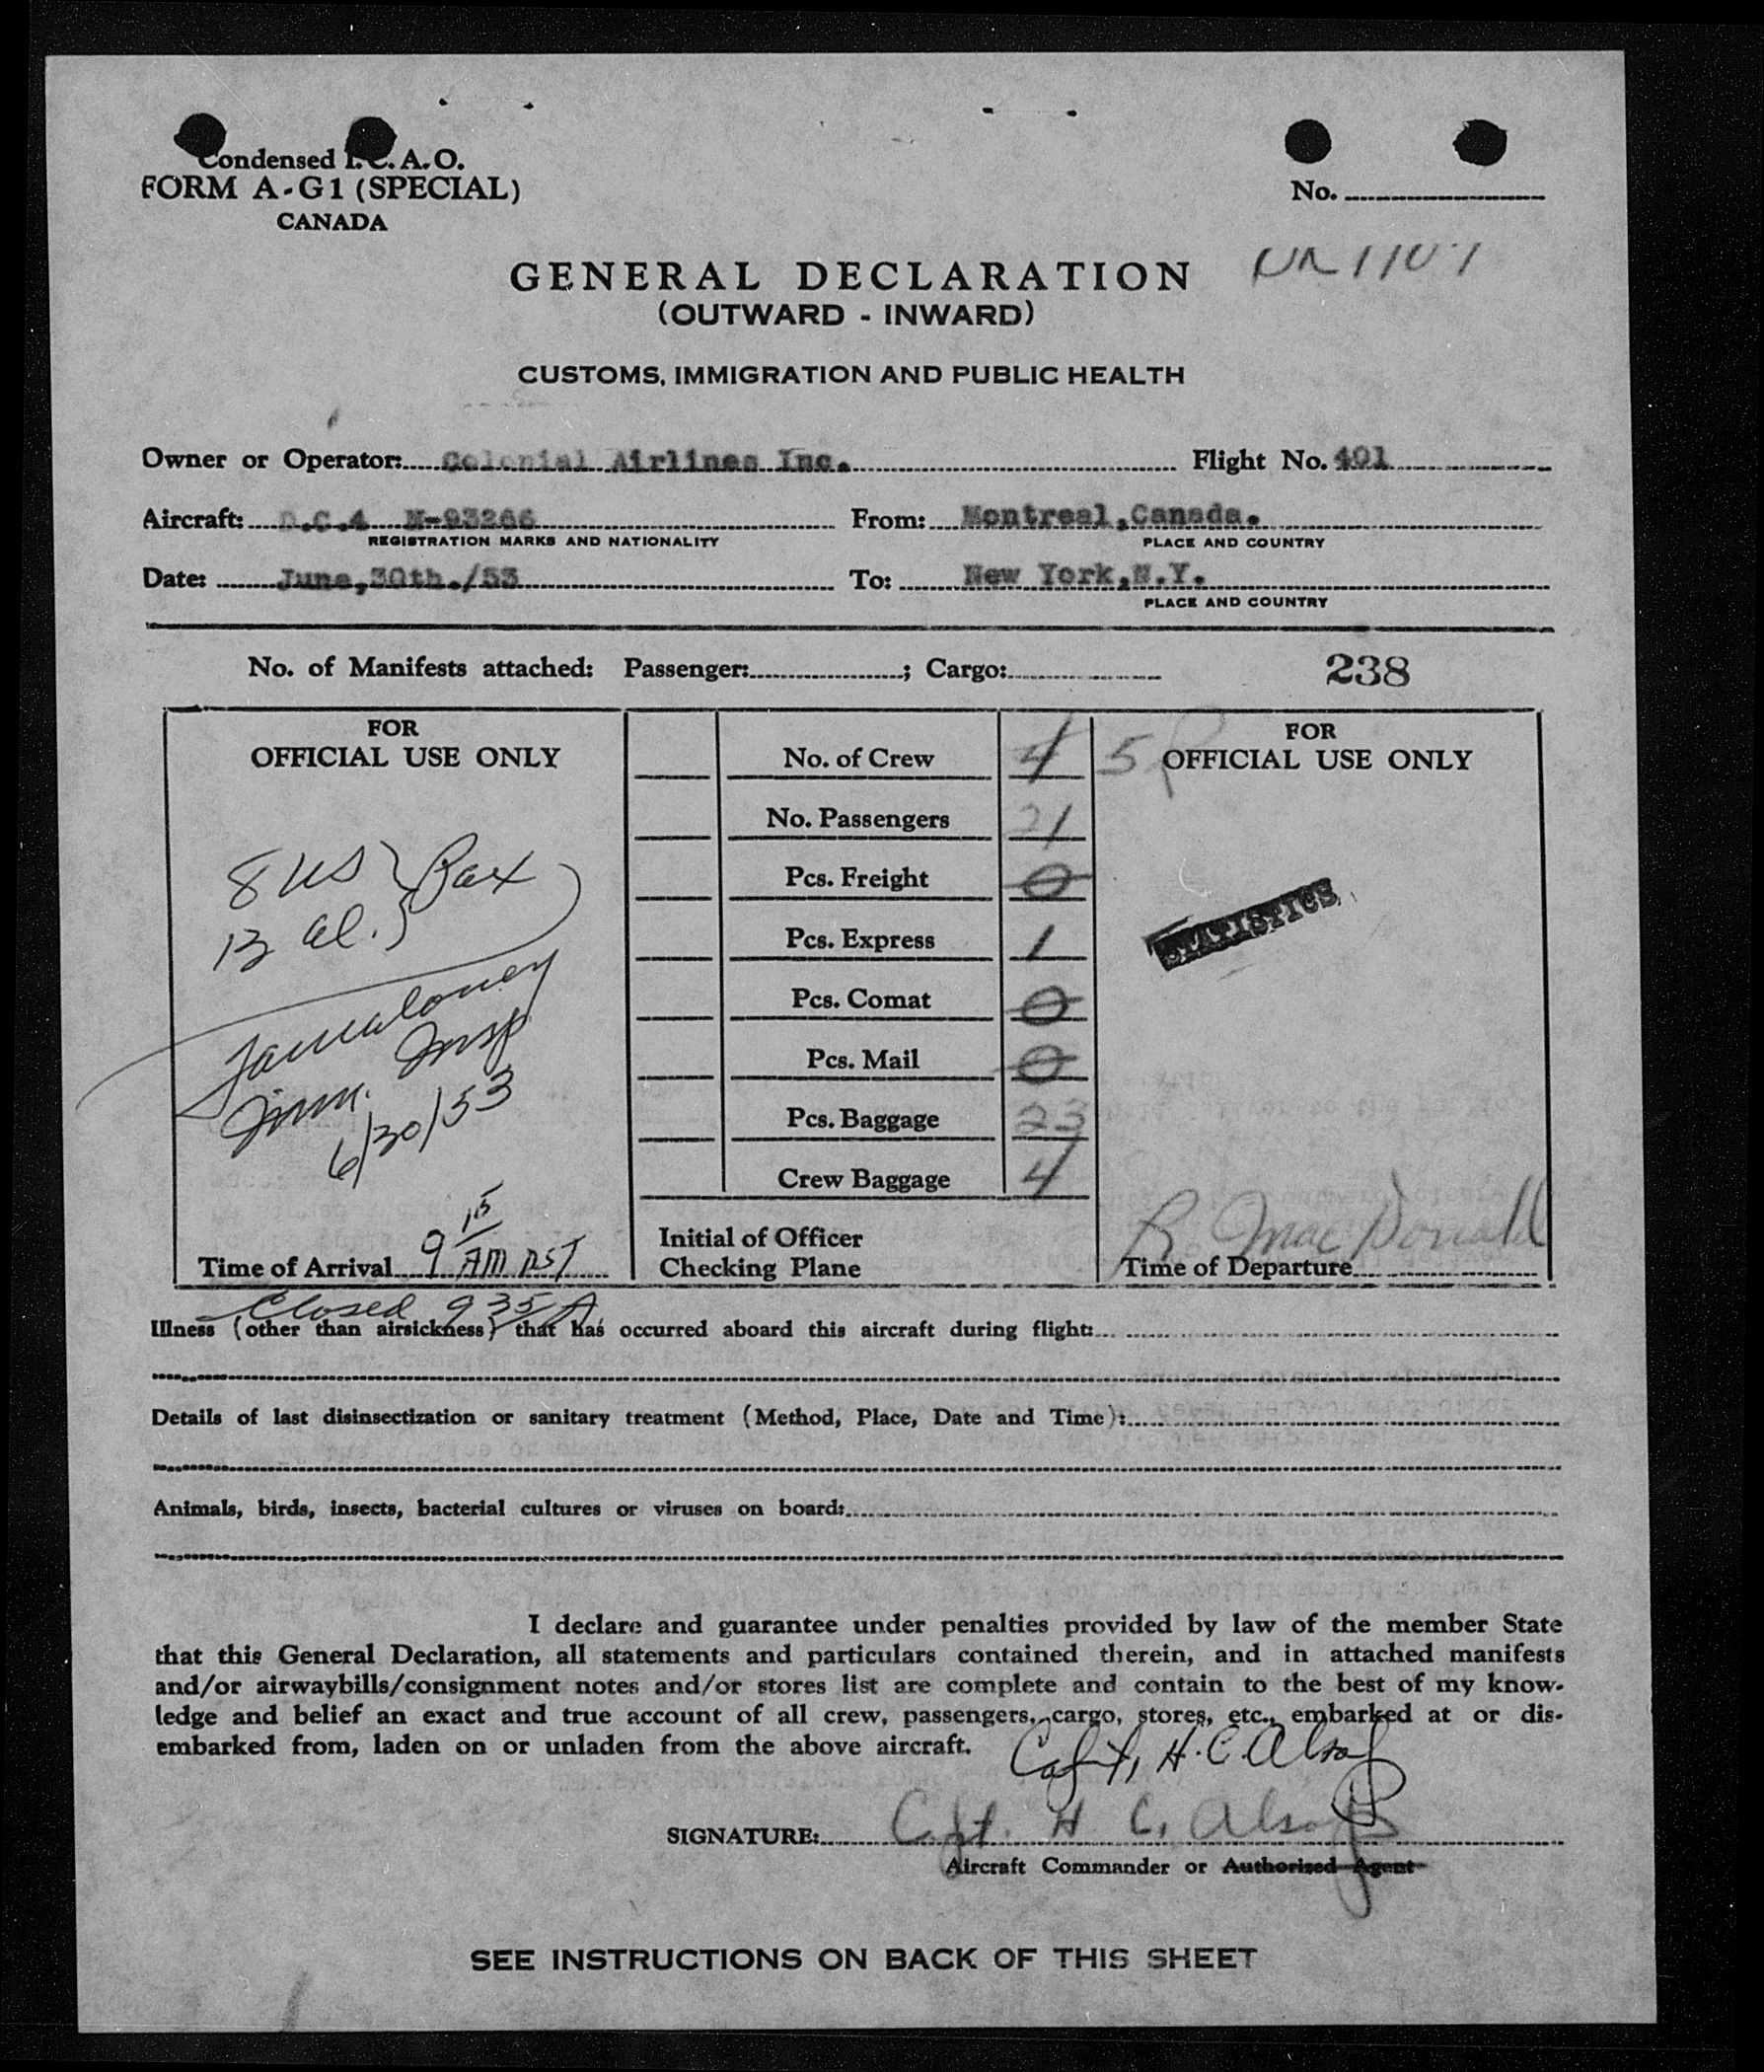 Condensed I.C.A.O.
FORM A-G1 (SPECIAL)
CANADA
No.
GENERAL DECLARATION
(OUTWARD - INWARD)
CUSTOMS, IMMIGRATION AND PUBLIC HEALTH
Owner or Operator: Colonial Airlines Inc. Flight No. 401
Aircraft: D.C.4 N-93266 From: Montreal,Canada.
REGISTRATION MARKS AND NATIONALITY PLACE AND COUNTRY
Date: June,30th./53 To: New York,N.Y.
PLACE AND COUNTRY
No. of Manifests attached: Passenger: ; Cargo: 238
FOR
OFFICIAL USE ONLY
8 US } Pax
13 al.
Imm. Insp
6/30/53
Time of Arrival 9 15 AM DST
Closed 935 A
No. of Crew 4 5
No. Passengers 21
Pcs. Freight 0
Pcs. Express 1
Pcs. Comat 0
Pcs. Mail 0
Pcs. Baggage 23
Crew Baggage 4
Initial of Officer
Checking Plane
FOR
OFFICIAL USE ONLY
STATISTICS
R. MacDonald
Time of Departure
Illness (other than airsickness) that has occurred aboard this aircraft during flight:
Details of last disinsectization or sanitary treatment (Method, Place, Date and Time):
Animals, birds, insects, bacterial cultures or viruses on board:
I declare and guarantee under penalties provided by law of the member State
that this General Declaration, all statements and particulars contained therein, and in attached manifests
and/or airwaybills/consignment notes and/or stores list are complete and contain to the best of my know-
ledge and belief an exact and true account of all crew, passengers, cargo, stores, etc., embarked at or dis-
embarked from, laden on or unladen from the above aircraft.
Capt. H. C. Alsop
SIGNATURE: Capt. H. C. Alsop
Aircraft Commander or Authorized Agent
SEE INSTRUCTIONS ON BACK OF THIS SHEET